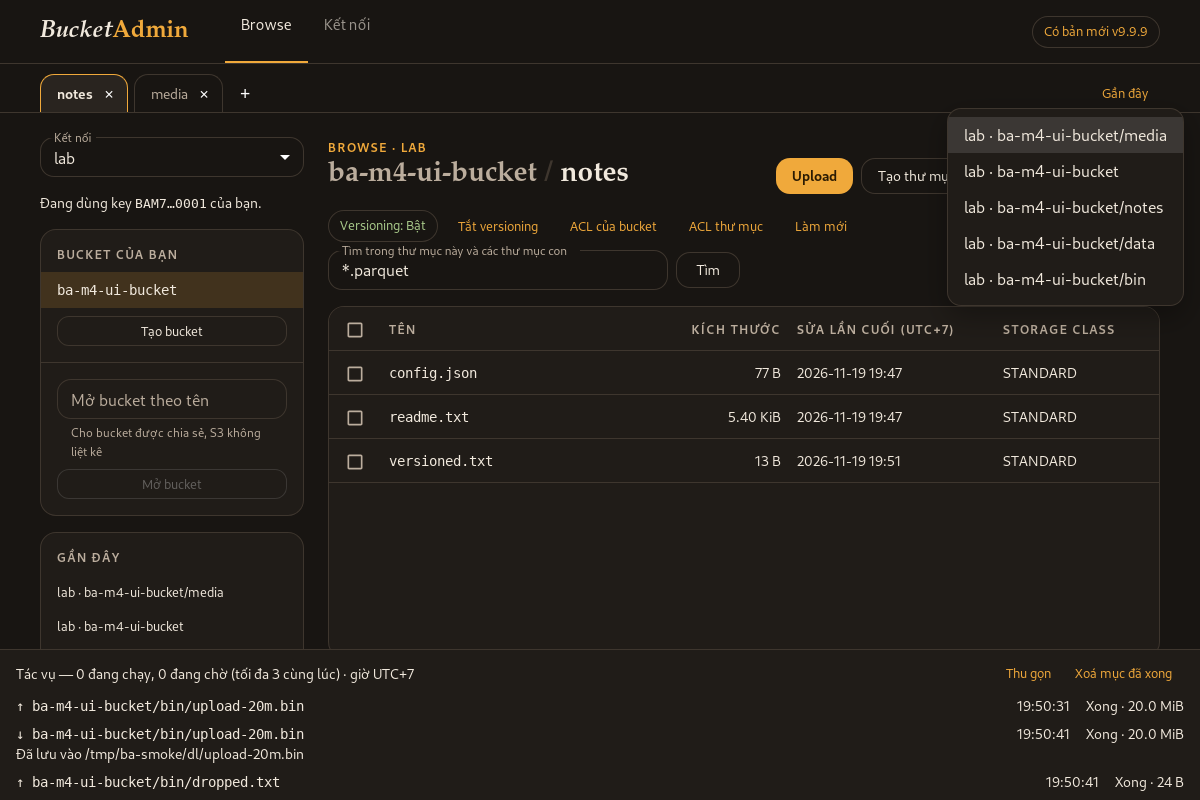 BucketAdmin
Browse
Kết nối
Có bản mới v9.9.9
notes ×
media ×
+
Gần đây
lab · ba-m4-ui-bucket/media
lab · ba-m4-ui-bucket
lab · ba-m4-ui-bucket/notes
lab · ba-m4-ui-bucket/data
lab · ba-m4-ui-bucket/bin
Kết nối
lab
Đang dùng key BAM7…0001 của bạn.
BUCKET CỦA BẠN
ba-m4-ui-bucket
Tạo bucket
Mở bucket theo tên
Cho bucket được chia sẻ, S3 không
liệt kê
Mở bucket
GẦN ĐÂY
lab · ba-m4-ui-bucket/media
lab · ba-m4-ui-bucket
BROWSE · LAB
ba-m4-ui-bucket / notes
Upload
Tạo thư mụ
Versioning: Bật
Tắt versioning
ACL của bucket
ACL thư mục
Làm mới
Tìm trong thư mục này và các thư mục con
*.parquet
Tìm
TÊN KÍCH THƯỚC SỬA LẦN CUỐI (UTC+7) STORAGE CLASS
config.json 77 B 2026-11-19 19:47 STANDARD
readme.txt 5.40 KiB 2026-11-19 19:47 STANDARD
versioned.txt 13 B 2026-11-19 19:51 STANDARD
Tác vụ — 0 đang chạy, 0 đang chờ (tối đa 3 cùng lúc) · giờ UTC+7
Thu gọn
Xoá mục đã xong
↑ ba-m4-ui-bucket/bin/upload-20m.bin 19:50:31 Xong · 20.0 MiB
↓ ba-m4-ui-bucket/bin/upload-20m.bin 19:50:41 Xong · 20.0 MiB
Đã lưu vào /tmp/ba-smoke/dl/upload-20m.bin
↑ ba-m4-ui-bucket/bin/dropped.txt 19:50:41 Xong · 24 B